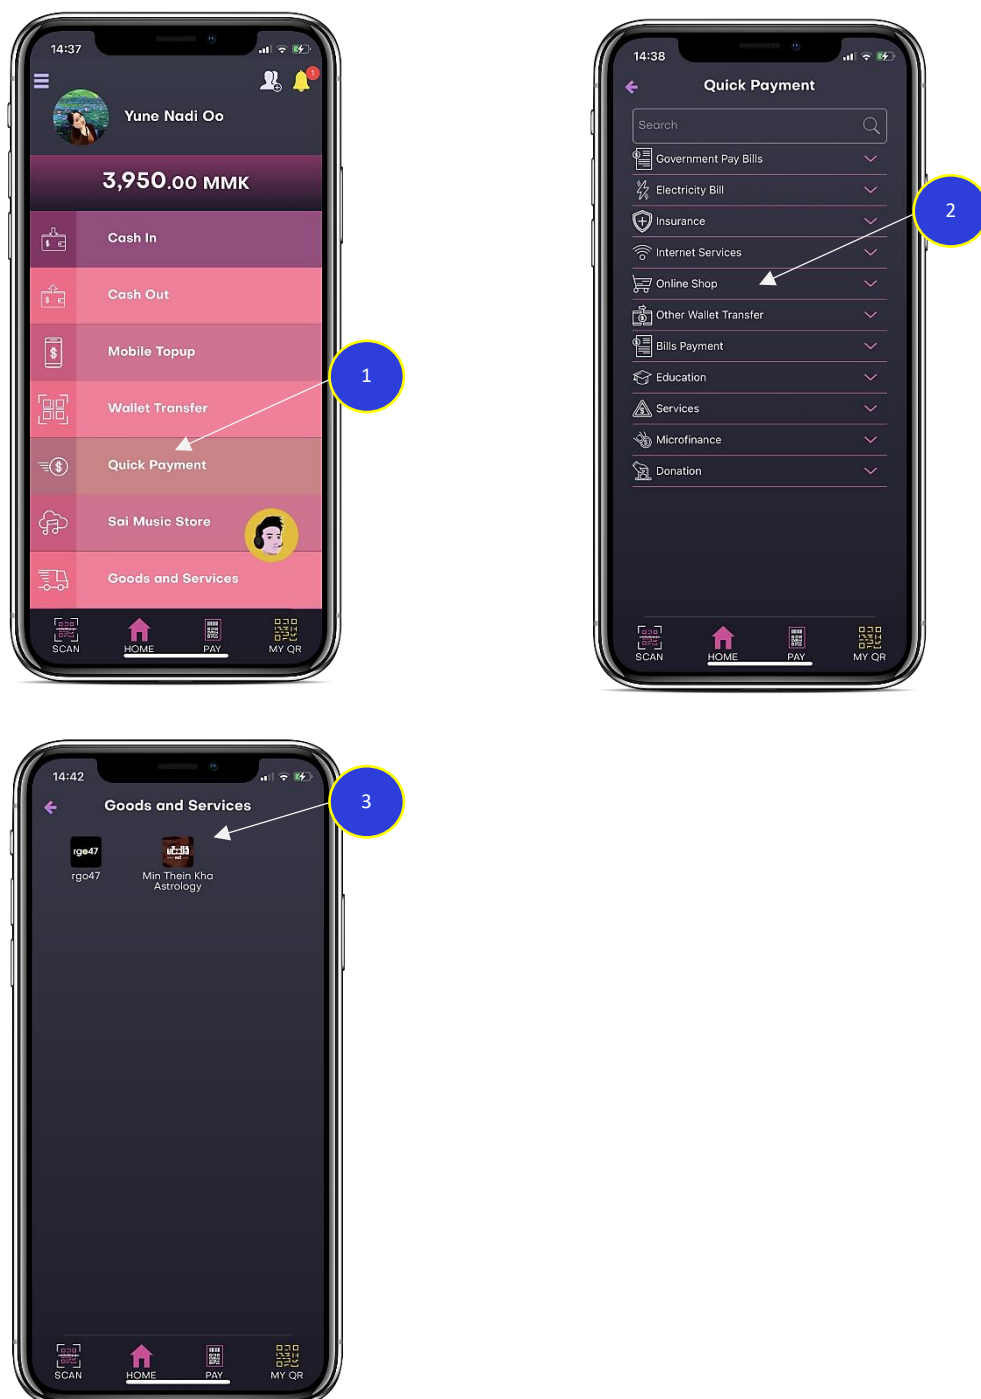 14:37
1
Yune Nadi Oo
3,950.00 MMK
Cash In
Cash Out
Mobile Topup
Wallet Transfer
Quick Payment
Sai Music Store
Goods and Services
SCAN HOME PAY MY QR
1
14:38
Quick Payment
Search
Government Pay Bills
Electricity Bill
Insurance
Internet Services
Online Shop
Other Wallet Transfer
Bills Payment
Education
Services
Microfinance
Donation
SCAN HOME PAY MY QR
2
14:42
Goods and Services
rgo47
rgo47 Min Thein Kha
Astrology
SCAN HOME PAY MY QR
3